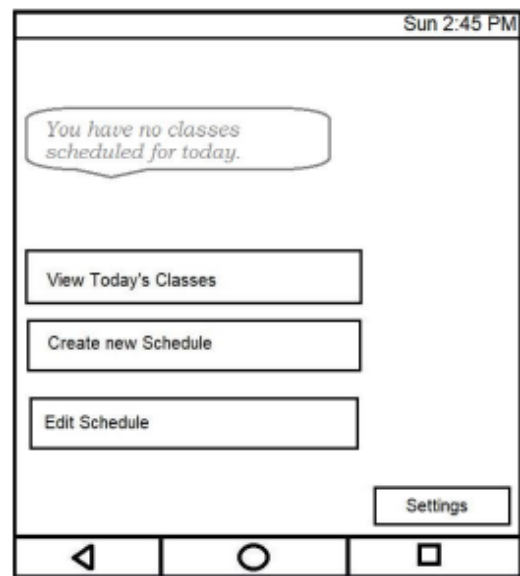 Sun 2:45 PM
You have no classes
scheduled for today.
View Today's Classes
Create new Schedule
Edit Schedule
Settings